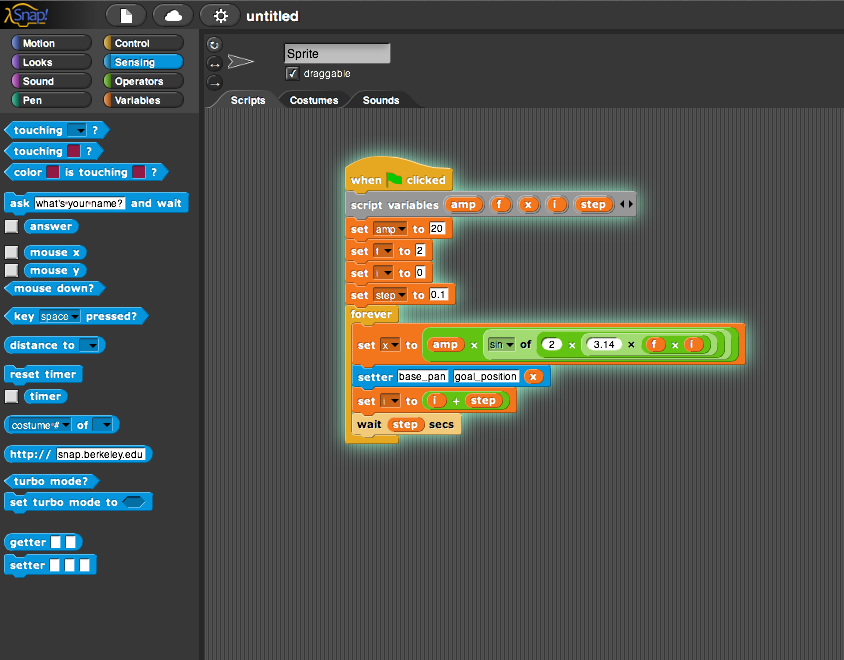 Snap! untitled
Motion Control
Looks Sensing
Sound Operators
Pen Variables
Sprite
draggable
Scripts Costumes Sounds
touching ?
touching ?
color is touching ?
ask what's your name? and wait
answer
mouse x
mouse y
mouse down?
key space pressed?
distance to
reset timer
timer
costume # of
http:// snap.berkeley.edu
turbo mode?
set turbo mode to
getter
setter
when clicked
script variables amp f x i step
set amp to 20
set f to 2
set i to 0
set step to 0.1
forever
set x to amp × sin of 2 × 3.14 × f × i
setter base_pan goal_position x
set i to i + step
wait step secs